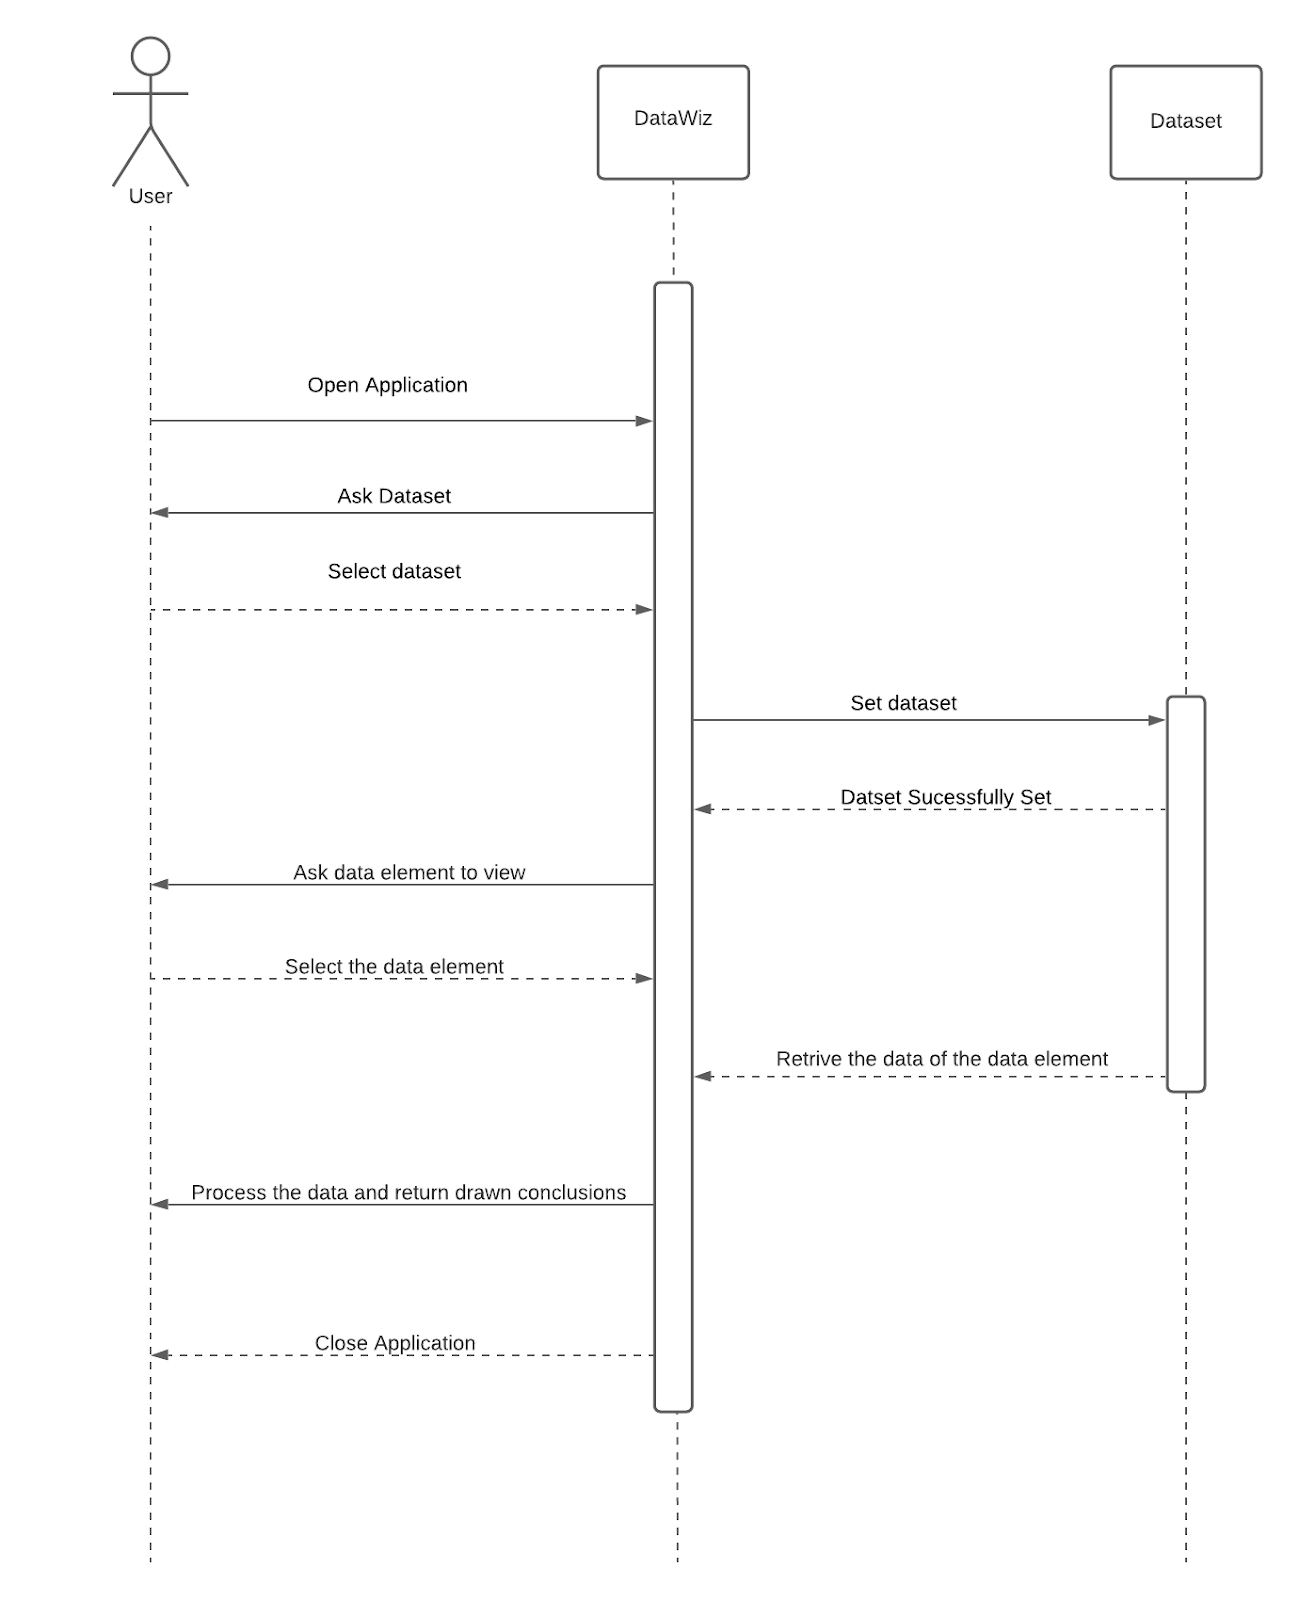 User
DataWiz
Dataset
Open Application
Ask Dataset
Select dataset
Set dataset
Datset Sucessfully Set
Ask data element to view
Select the data element
Retrive the data of the data element
Process the data and return drawn conclusions
Close Application